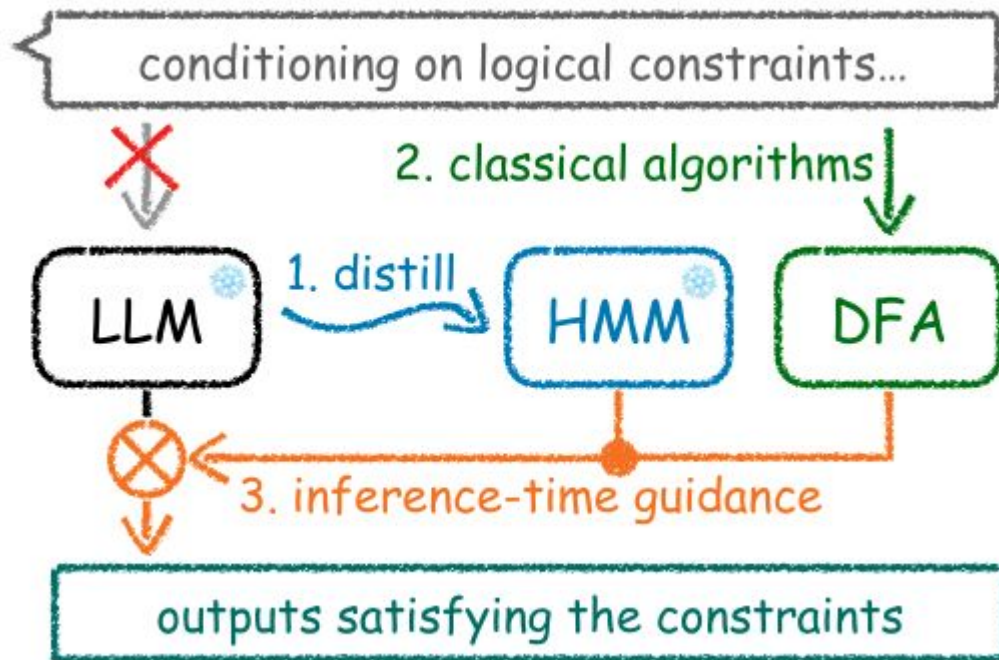 conditioning on logical constraints...
2. classical algorithms
1. distill
LLM
HMM
DFA
3. inference-time guidance
outputs satisfying the constraints